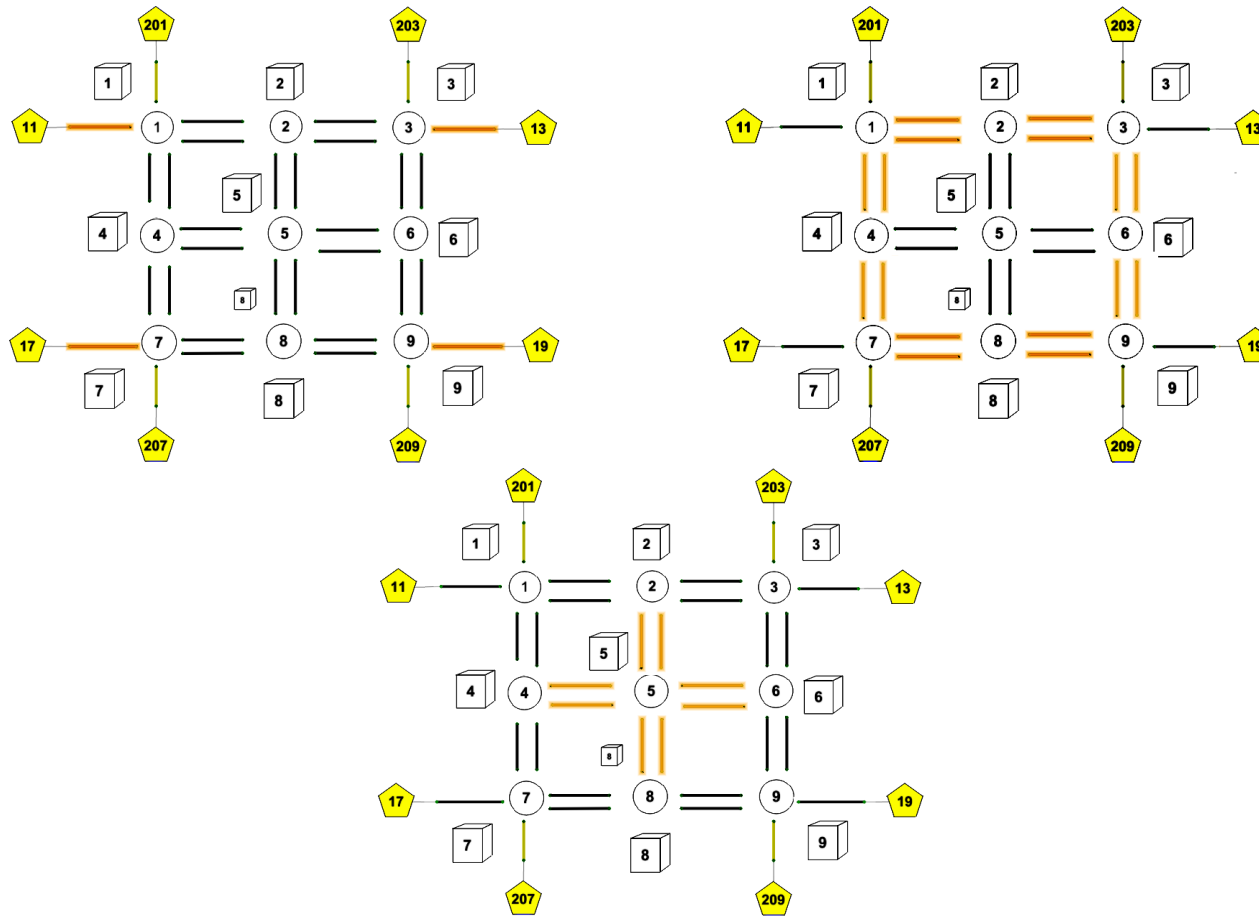 201 203 201 203
1 2 3 1 2 3
11 1 2 3 13 11 1 2 3 13
5 5
4 4 5 6 6 4 4 5 6 6
8 8
17 7 8 9 19 17 7 8 9 19
7 8 9 7 8 9
207 209 207 209
201 203
1 2 3
11 1 2 3 13
5
4 4 5 6 6
8
17 7 8 9 19
7 8 9
207 209